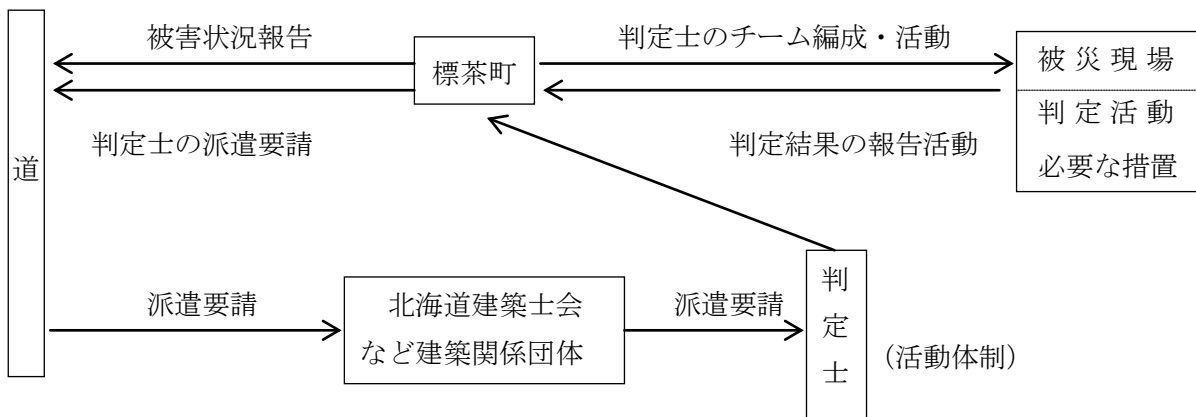 被害状況報告
判定士のチーム編成・活動
標茶町
被災現場
判定活動
必要な措置
判定士の派遣要請
判定結果の報告活動
道
派遣要請
北海道建築士会
など建築関係団体
派遣要請
判定士
（活動体制）